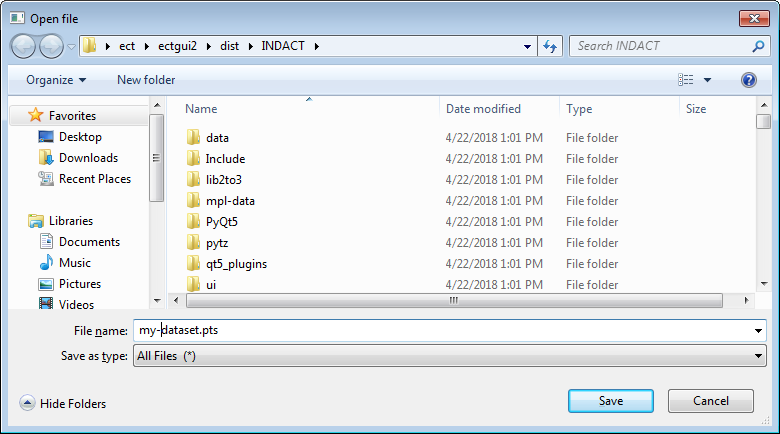 Open file
ect ectgui2 dist INDACT Search INDACT
Organize New folder
Name Date modified Type Size
Favorites
Desktop
Downloads
Recent Places
Libraries
Documents
Music
Pictures
Videos
data 4/22/2018 1:01 PM File folder
Include 4/22/2018 1:01 PM File folder
lib2to3 4/22/2018 1:01 PM File folder
mpl-data 4/22/2018 1:01 PM File folder
PyQt5 4/22/2018 1:01 PM File folder
pytz 4/22/2018 1:01 PM File folder
qt5_plugins 4/22/2018 1:01 PM File folder
ui 4/22/2018 1:01 PM File folder
File name: my-dataset.pts
Save as type: All Files (*)
Hide Folders Save Cancel